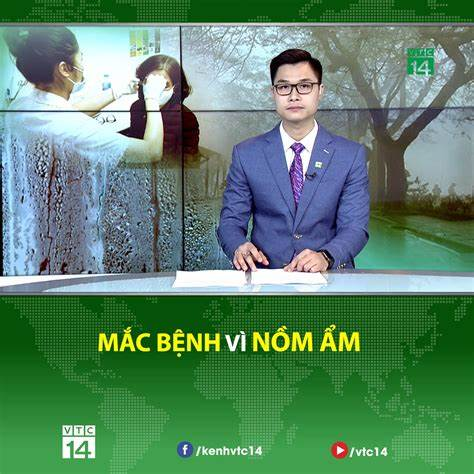 VTC
14
MẮC BỆNH VÌ NỒM ẨM
VTC
14
/kenhvtc14
/vtc14